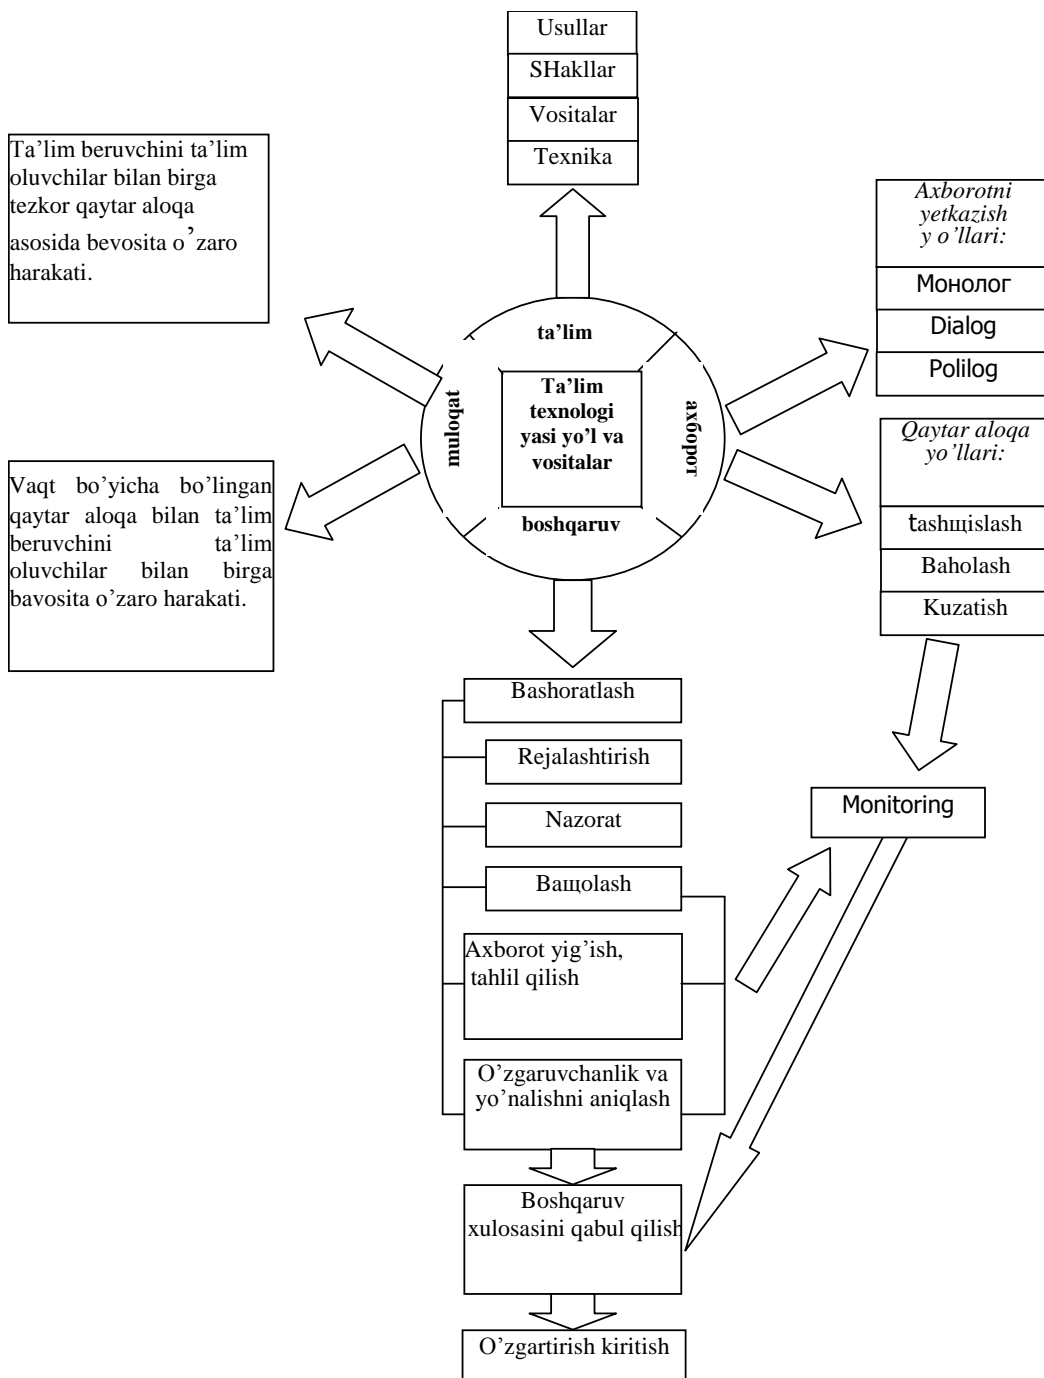 Usullar
SHakllar
Vositalar
Texnika
Ta’lim beruvchini ta’lim
oluvchilar bilan birga
tezkor qaytar aloqa
asosida bevosita o’zaro
harakati.
Axborotni
yetkazish
y o’llari:
Монолог
Dialog
Polilog
ta’lim
muloqat
Ta’lim
texnologi
yasi yo’l va
vositalar
ахборот
boshqaruv
Qaytar aloqa
yo’llari:
tashщislash
Baholash
Kuzatish
Vaqt bo’yicha bo’lingan
qaytar aloqa bilan ta’lim
beruvchini ta’lim
oluvchilar bilan birga
bavosita o’zaro harakati.
Bashoratlash
Rejalashtirish
Nazorat
Ващоlash
Monitoring
Axborot yig’ish,
tahlil qilish
O’zgaruvchanlik va
yo’nalishni aniqlash
Boshqaruv
xulosasini qabul qilish
O’zgartirish kiritish